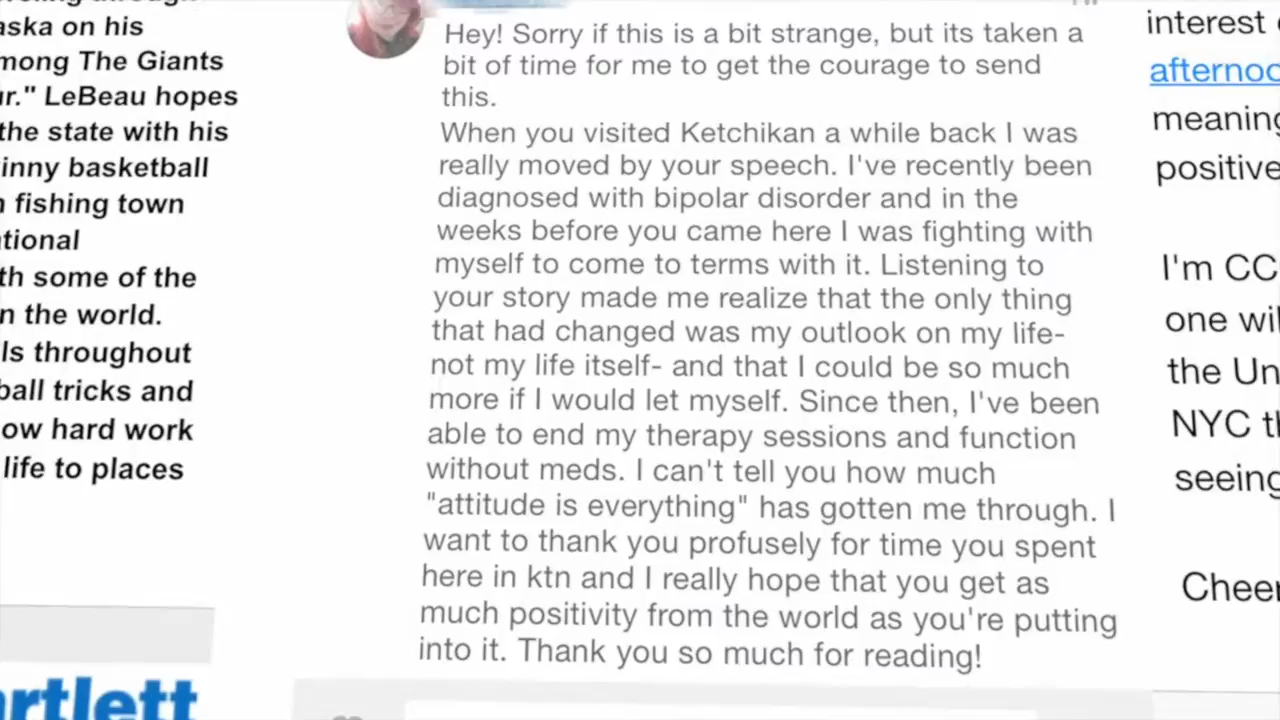 aska on his
mong The Giants
ur." LeBeau hopes
the state with his
inny basketball
fishing town
tional
th some of the
n the world.
ls throughout
ball tricks and
ow hard work
life to places
artlett
Hey! Sorry if this is a bit strange, but its taken a
bit of time for me to get the courage to send
this.
When you visited Ketchikan a while back I was
really moved by your speech. I've recently been
diagnosed with bipolar disorder and in the
weeks before you came here I was fighting with
myself to come to terms with it. Listening to
your story made me realize that the only thing
that had changed was my outlook on my life-
not my life itself- and that I could be so much
more if I would let myself. Since then, I've been
able to end my therapy sessions and function
without meds. I can't tell you how much
"attitude is everything" has gotten me through. I
want to thank you profusely for time you spent
here in ktn and I really hope that you get as
much positivity from the world as you're putting
into it. Thank you so much for reading!
interest
afternoo
meaning
positive
I'm CC
one wil
the Un
NYC th
seeing
Cheer